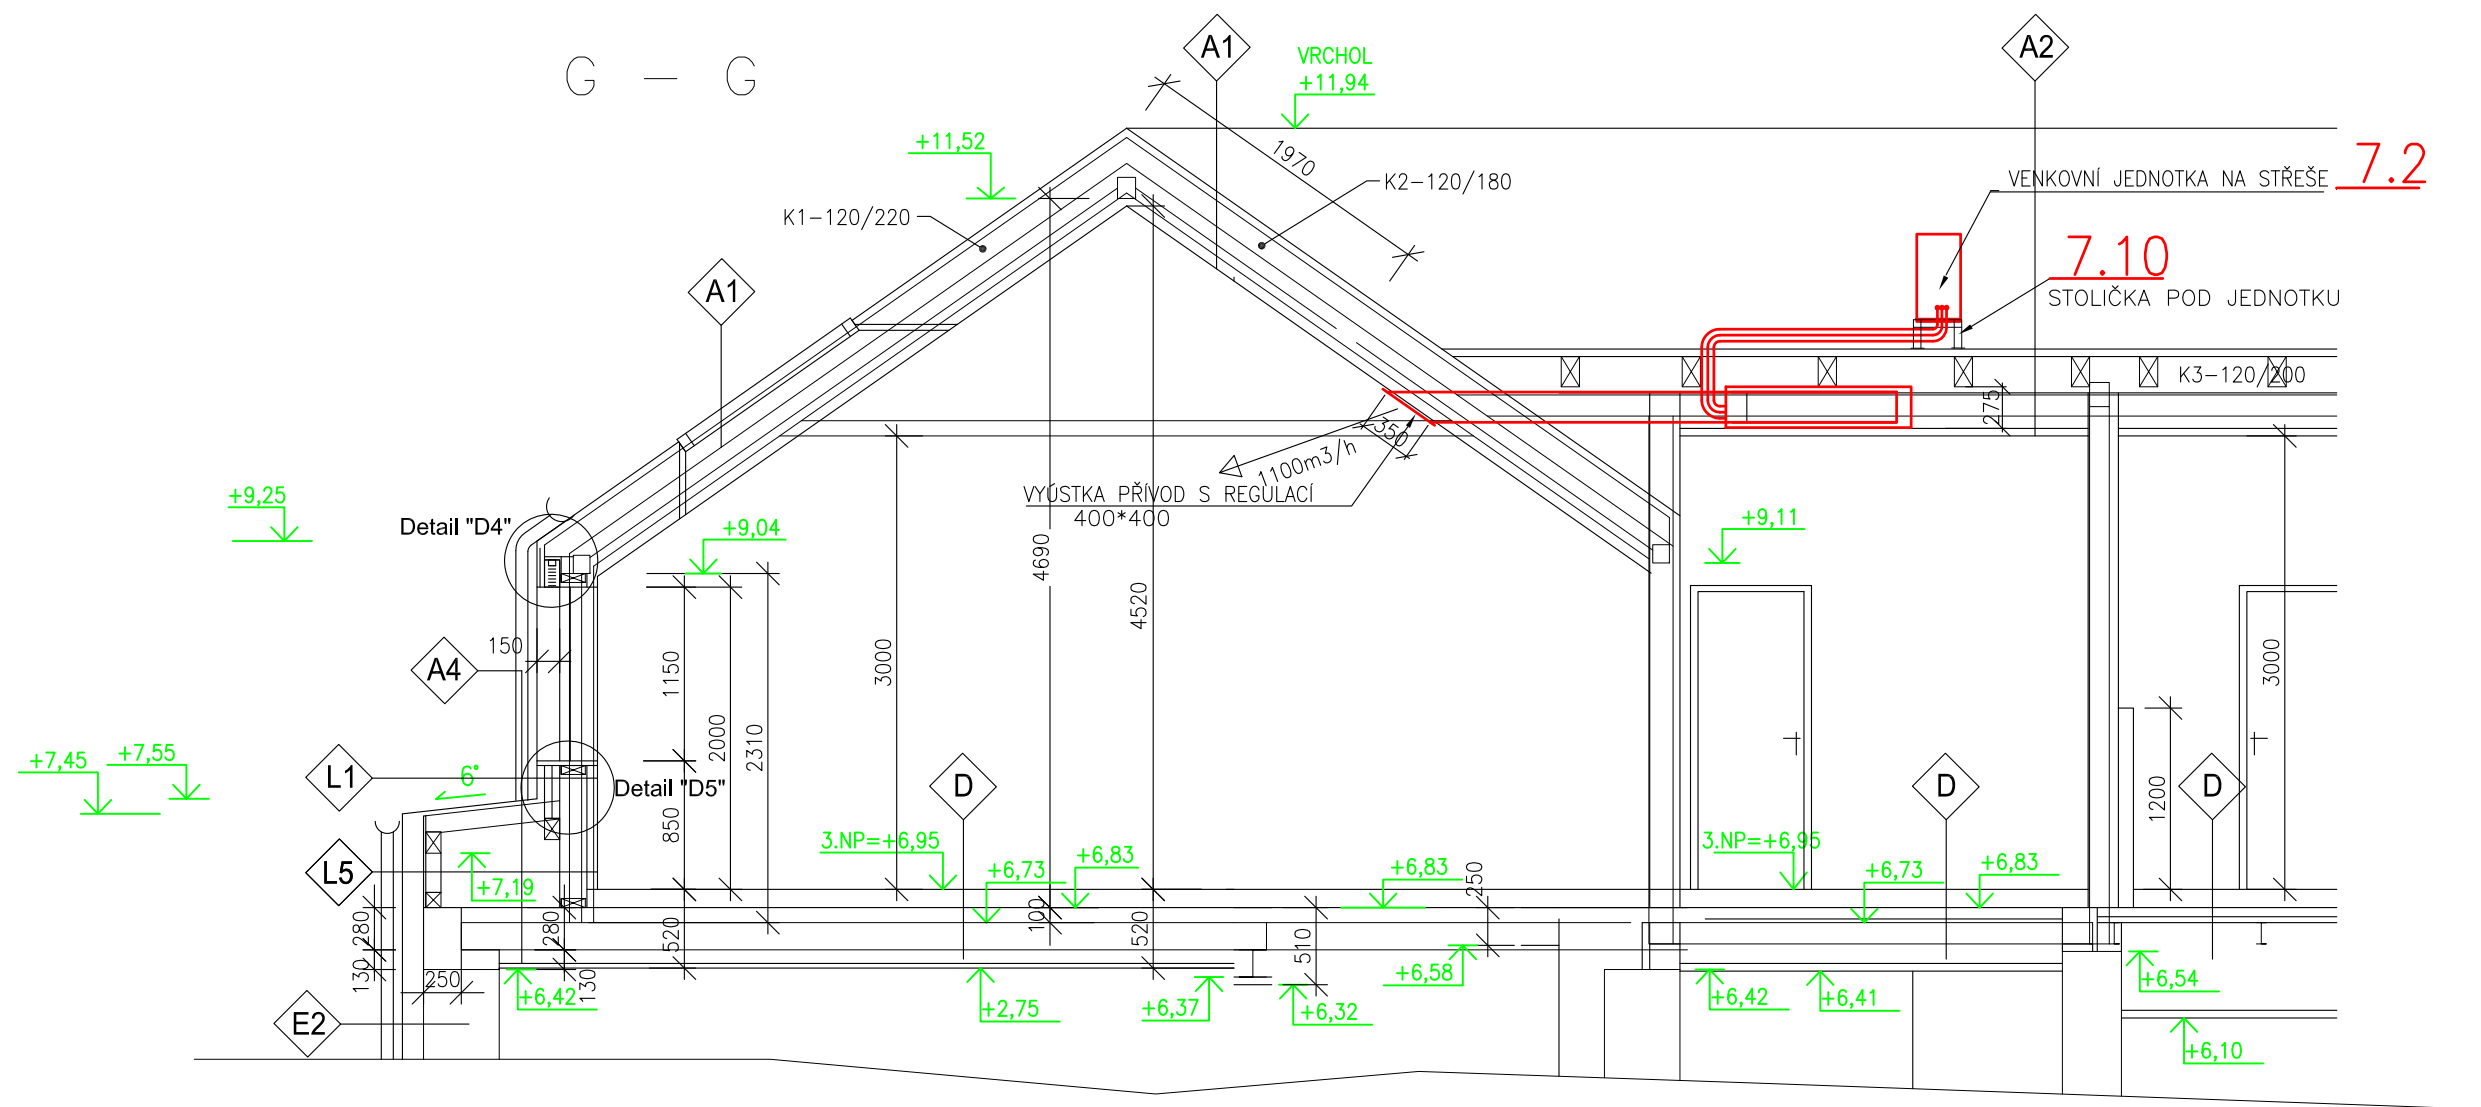 G – G
A1
A2
VRCHOL
+11,94
+11,52
1970
K2-120/180
K1-120/220
VENKOVNÍ JEDNOTKA NA STŘEŠE
7.2
7.10
STOLIČKA POD JEDNOTKU
A1
K3-120/200
275
350
1100m3/h
VYÚSTKA PŘÍVOD S REGULACÍ
400*400
+9,25
Detail "D4"
+9,04
+9,11
4690
4520
150
A4
1150
2000
2310
3000
3000
+7,45
+7,55
6°
L1
Detail "D5"
D
D
D
1200
850
3.NP=+6,95
+6,73
+6,83
+6,83
250
3.NP=+6,95
+6,73
+6,83
L5
+7,19
280
280
130
130
250
520
100
520
510
+6,42
+2,75
+6,37
+6,32
+6,58
+6,42
+6,41
+6,54
+6,10
E2